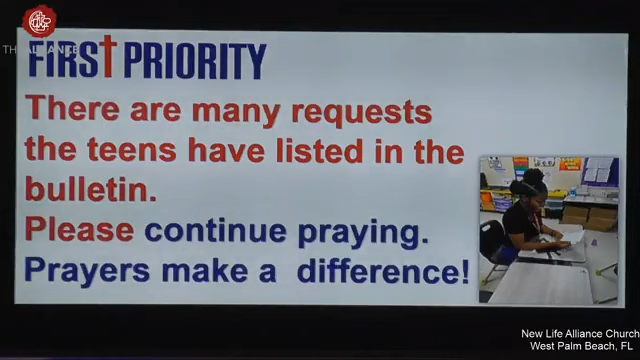 THE ALLIANCE
FIRST PRIORITY
There are many requests
the teens have listed in the
bulletin.
Please continue praying.
Prayers make a difference!
New Life Alliance Church
West Palm Beach, FL